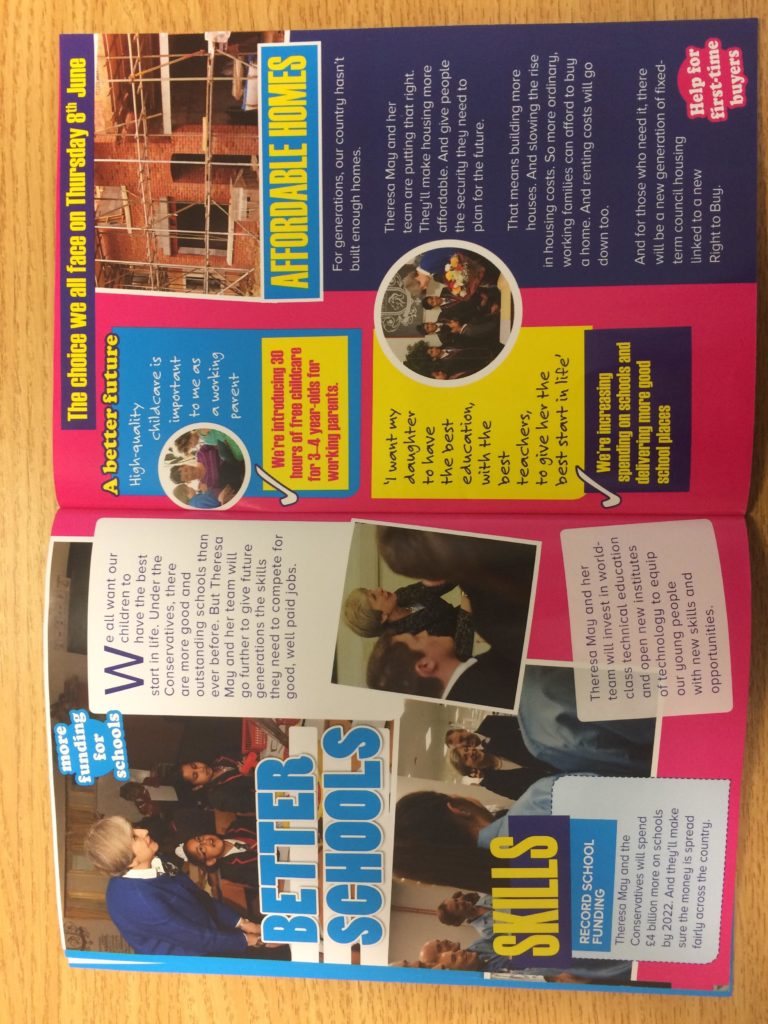 more
funding
for
schools
BETTER
SCHOOLS
We all want our
children to
have the best
start in life. Under the
Conservatives, there
are more good and
outstanding schools than
ever before. But Theresa
May and her team will
go further to give future
generations the skills
they need to compete for
good, well paid jobs.
SKILLS
RECORD SCHOOL
FUNDING
Theresa May and the
Conservatives will spend
£4 billion more on schools
by 2022. And they'll make
sure the money is spread
fairly across the country.
Theresa May and her
team will invest in world-
class technical education
and open new institutes
of technology to equip
our young people
with new skills and
opportunities.
The choice we all face on Thursday 8th June
A better future
High-quality
childcare is
important
to me as
a working
parent
We're introducing 30
hours of free childcare
for 3–4 year-olds for
working parents.
'I want my
daughter
to have
the best
education,
with the
best
teachers,
to give her the
best start in life'
We're increasing
spending on schools and
delivering more good
school places
AFFORDABLE HOMES
For generations, our country hasn't
built enough homes.
Theresa May and her
team are putting that right.
They'll make housing more
affordable. And give people
the security they need to
plan for the future.
That means building more
houses. And slowing the rise
in housing costs. So more ordinary,
working families can afford to buy
a home. And renting costs will go
down too.
And for those who need it, there
will be a new generation of fixed-
term council housing
linked to a new
Right to Buy.
Help for
first-time
buyers